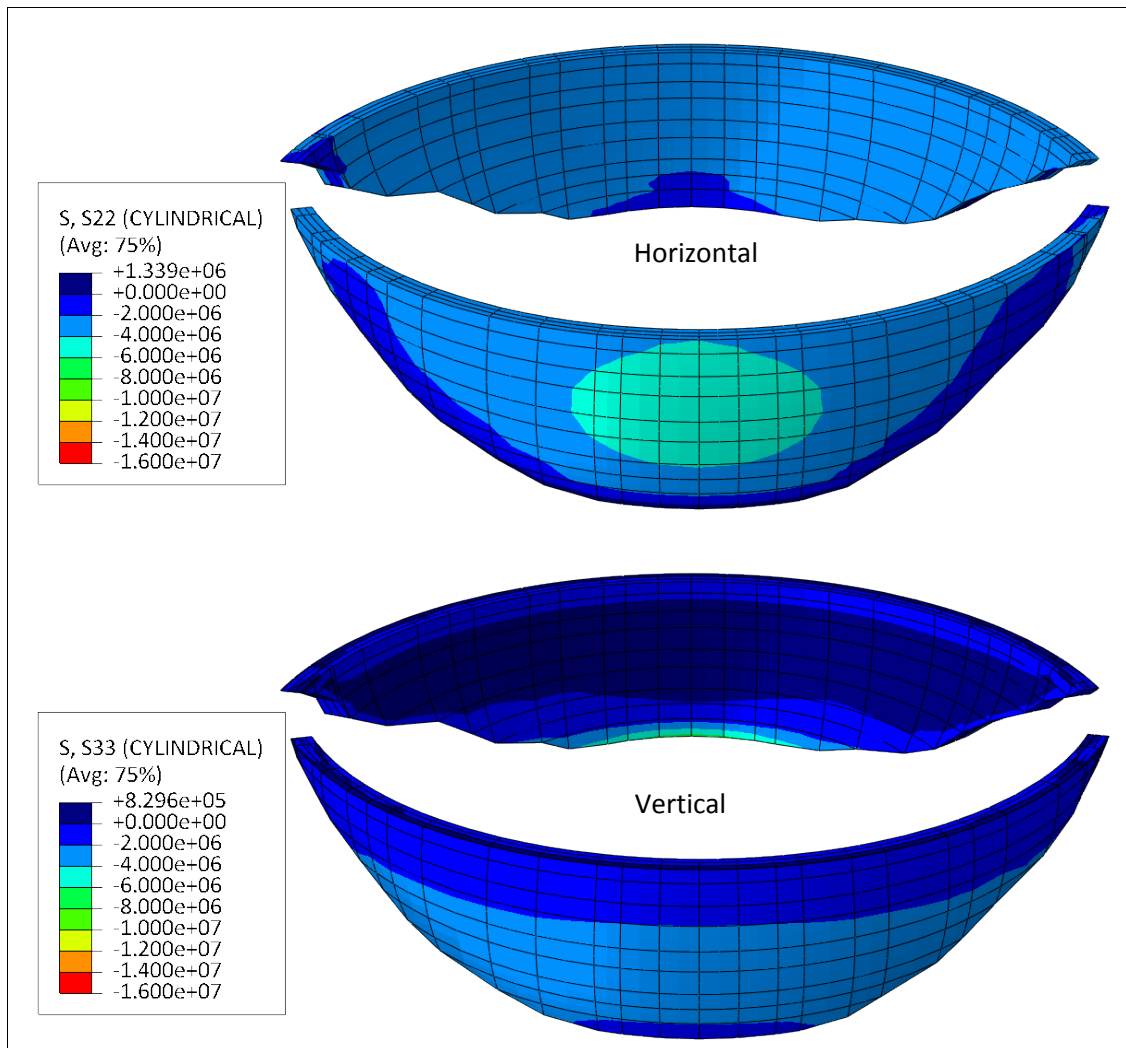 Horizontal
S, S22 (CYLINDRICAL)
(Avg: 75%)
+1.339e+06
+0.000e+00
-2.000e+06
-4.000e+06
-6.000e+06
-8.000e+06
-1.000e+07
-1.200e+07
-1.400e+07
-1.600e+07
Vertical
S, S33 (CYLINDRICAL)
(Avg: 75%)
+8.296e+05
+0.000e+00
-2.000e+06
-4.000e+06
-6.000e+06
-8.000e+06
-1.000e+07
-1.200e+07
-1.400e+07
-1.600e+07